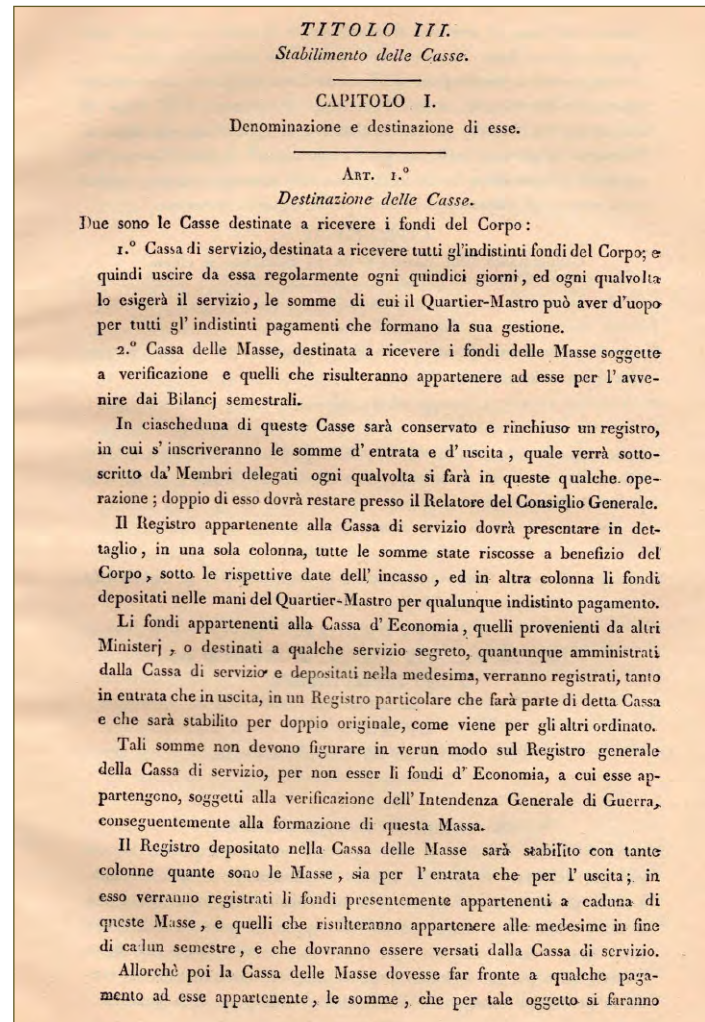 TITOLO III.
Stabilimento delle Casse.
CAPITOLO I.
Denominazione e destinazione di esse.
ART. 1.º
Destinazione delle Casse.
Due sono le Casse destinate a ricevere i fondi del Corpo:
1.º Cassa di servizio, destinata a ricevere tutti gl'indistinti fondi del Corpo; e
quindi uscire da essa regolarmente ogni quindici giorni, ed ogni qualvolta
lo esigerà il servizio, le somme di cui il Quartier-Mastro può aver d'uopo
per tutti gl' indistinti pagamenti che formano la sua gestione.
2.º Cassa delle Masse, destinata a ricevere i fondi delle Masse soggette
a verificazione e quelli che risulteranno appartenere ad esse per l' avve-
nire dai Bilancj semestrali.
In ciascheduna di queste Casse sarà conservato e rinchiuso un registro,
in cui s' inscriveranno le somme d' entrata e d' uscita, quale verrà sotto-
scritto da' Membri delegati ogni qualvolta si farà in queste qualche ope-
razione; doppio di esso dovrà restare presso il Relatore del Consiglio Generale.
Il Registro appartenente alla Cassa di servizio dovrà presentare in det-
taglio, in una sola colonna, tutte le somme state riscosse a benefizio del
Corpo, sotto le rispettive date dell' incasso, ed in altra colonna li fondi
depositati nelle mani del Quartier-Mastro per qualunque indistinto pagamento.
Li fondi appartenenti alla Cassa d' Economia, quelli provenienti da altri
Ministerj, o destinati a qualche servizio segreto, quantunque amministrati
dalla Cassa di servizio e depositati nella medesima, verranno registrati, tanto
in entrata che in uscita, in un Registro particolare che farà parte di detta Cassa
e che sarà stabilito per doppio originale, come viene per gli altri ordinato.
Tali somme non devono figurare in verun modo sul Registro generale
della Cassa di servizio, per non esser li fondi d' Economia, a cui esse ap-
partengono, soggetti alla verificazione dell' Intendenza Generale di Guerra,
conseguentemente alla formazione di questa Massa.
Il Registro depositato nella Cassa delle Masse sarà stabilito con tante
colonne quante sono le Masse, sia per l' entrata che per l' uscita; in
esso verranno registrati li fondi presentemente appartenenti a caduna di
queste Masse, e quelli che risulteranno appartenere alle medesime in fine
di cadun semestre, e che dovranno essere versati dalla Cassa di servizio.
Allorchè poi la Cassa delle Masse dovesse far fronte a qualche paga-
mento ad esse appartenente, le somme, che per tale oggetto si faranno